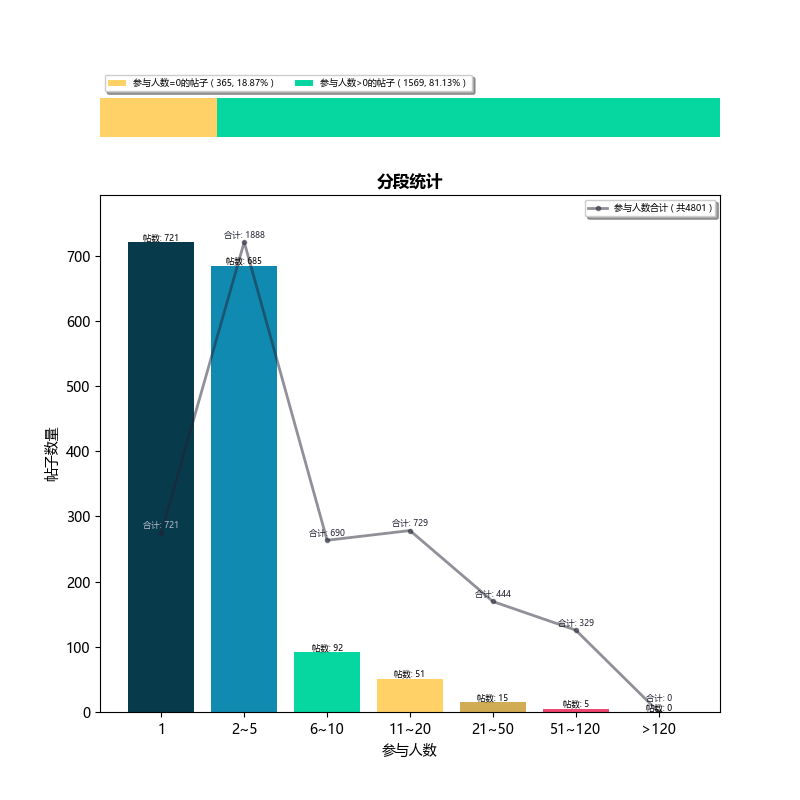 参与人数=0的帖子 ( 365, 18.87% )
参与人数>0的帖子 ( 1569, 81.13% )
分段统计
参与人数合计 ( 共4801 )
帖数: 721
合计: 1888
帖数: 685
合计: 721
合计: 690
合计: 729
合计: 444
合计: 329
帖数: 92
帖数: 51
帖数: 15
帖数: 5
合计: 0
帖数: 0
700
600
500
400
300
200
100
0
帖子数量
1
2~5
6~10
11~20
21~50
51~120
>120
参与人数